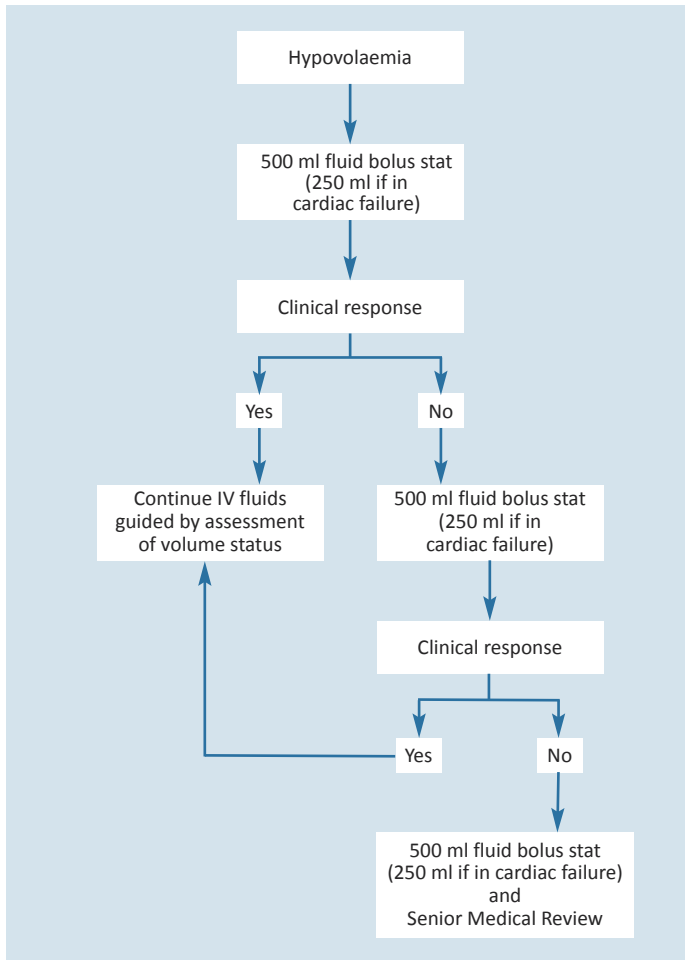 Hypovolaemia
500 ml fluid bolus stat
(250 ml if in
cardiac failure)
Clinical response
Yes
No
Continue IV fluids
guided by assessment
of volume status
500 ml fluid bolus stat
(250 ml if in
cardiac failure)
Clinical response
Yes
No
500 ml fluid bolus stat
(250 ml if in cardiac failure)
and
Senior Medical Review